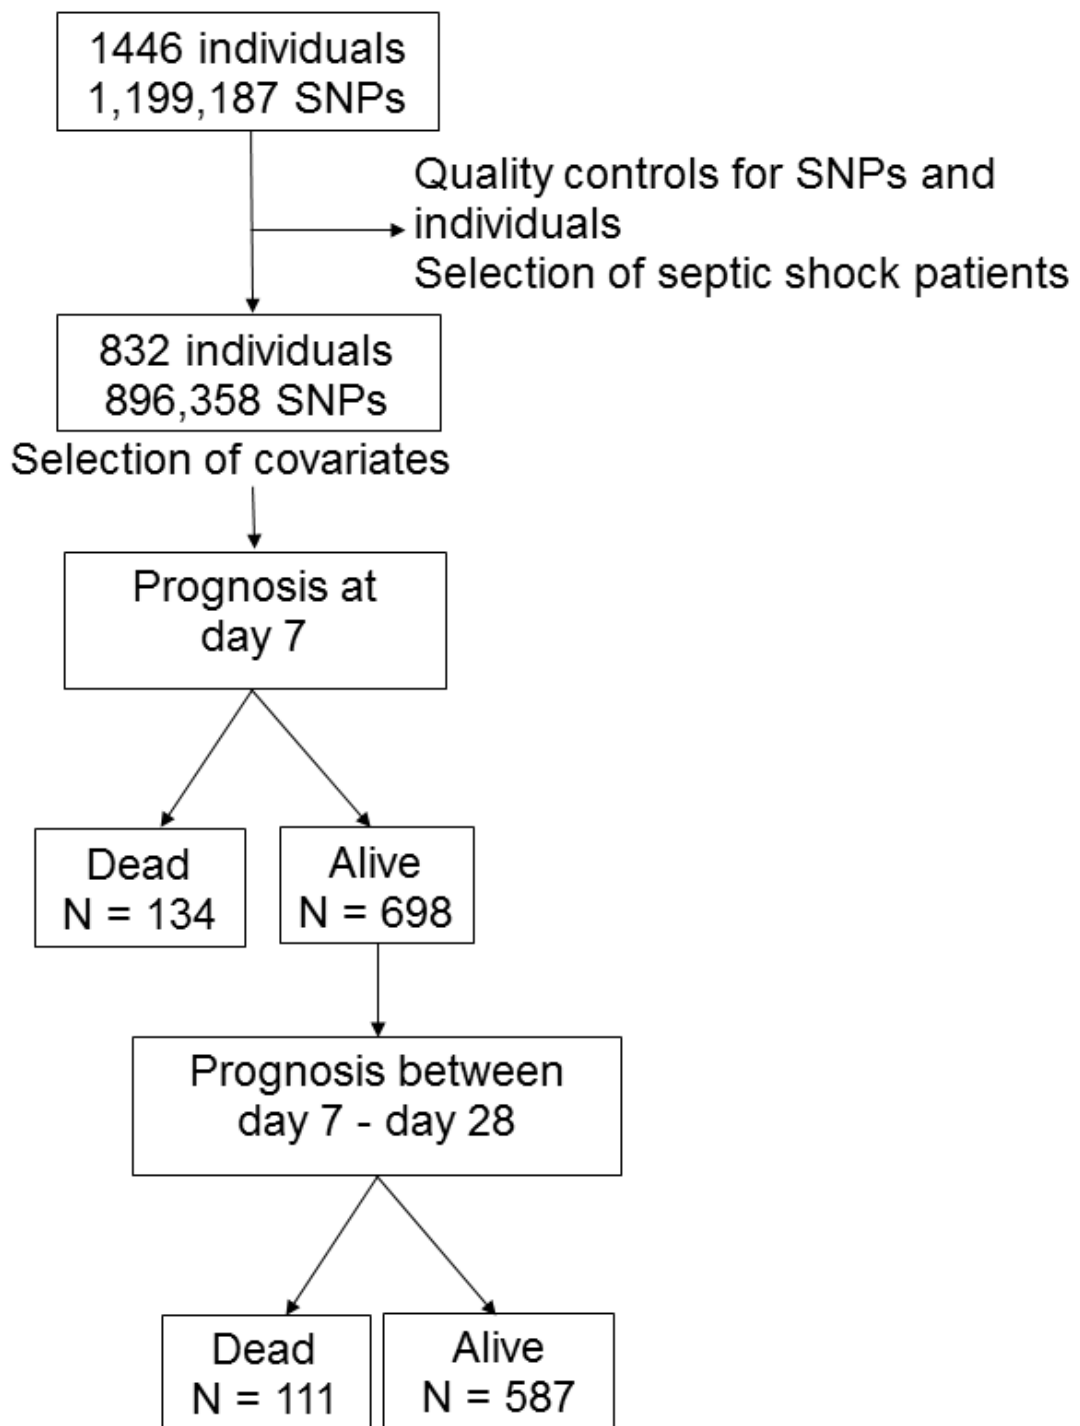 1446 individuals
1,199,187 SNPs
Quality controls for SNPs and
individuals
Selection of septic shock patients
832 individuals
896,358 SNPs
Selection of covariates
Prognosis at
day 7
Dead
N = 134
Alive
N = 698
Prognosis between
day 7 - day 28
Dead
N = 111
Alive
N = 587